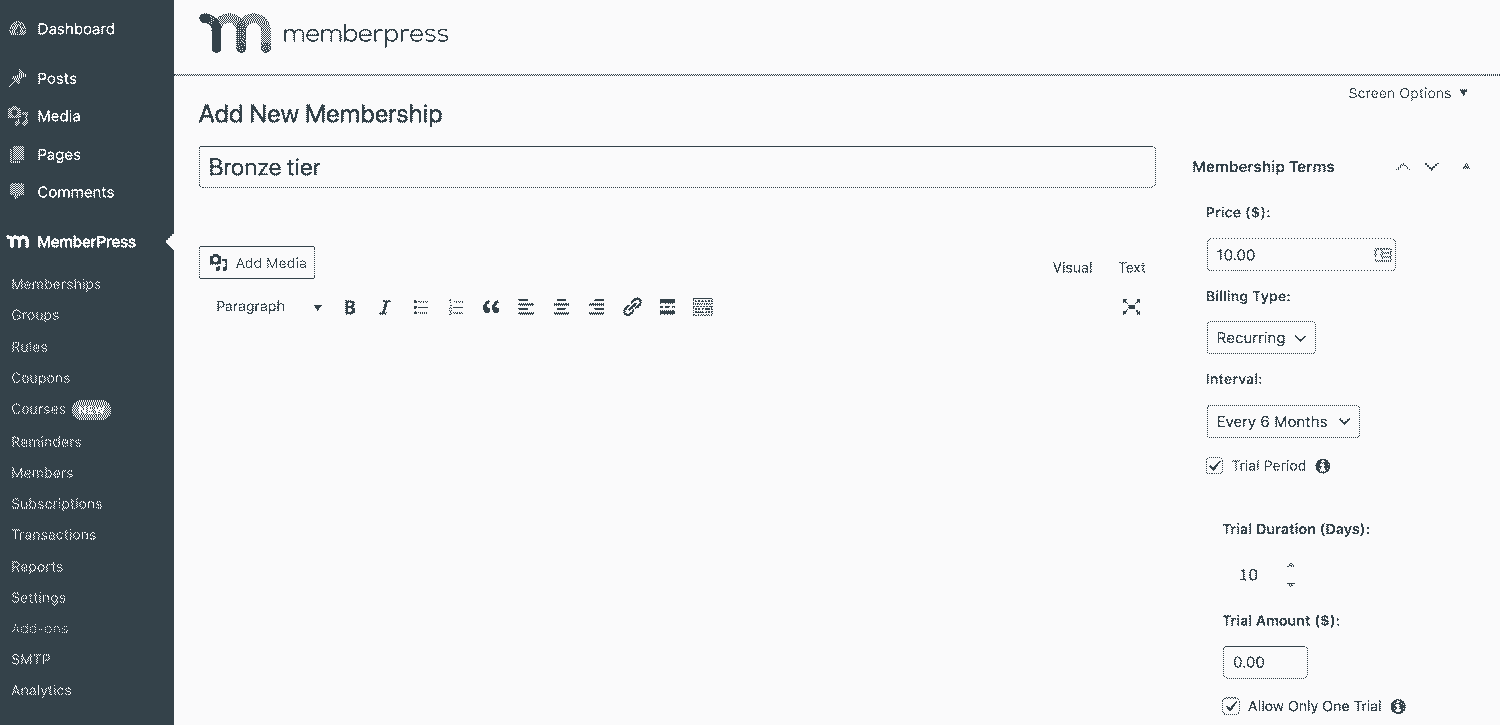 Dashboard
Posts
Media
Pages
Comments
MemberPress
Memberships
Groups
Rules
Coupons
Courses NEW
Reminders
Members
Subscriptions
Transactions
Reports
Settings
Add-ons
SMTP
Analytics
memberpress
Screen Options
Add New Membership
Bronze tier
Add Media
Visual Text
Paragraph B I
Membership Terms
Price ($):
10.00
Billing Type:
Recurring
Interval:
Every 6 Months
Trial Period
Trial Duration (Days):
10
Trial Amount ($):
0.00
Allow Only One Trial